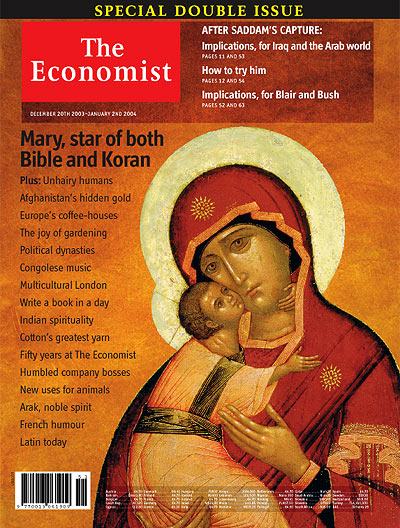 SPECIAL DOUBLE ISSUE
The
Economist
DECEMBER 20TH 2003–JANUARY 2ND 2004
AFTER SADDAM'S CAPTURE:
Implications, for Iraq and the Arab world
PAGES 11 AND 53
How to try him
PAGES 12 AND 54
Implications, for Blair and Bush
PAGES 52 AND 63
Mary, star of both
Bible and Koran
Plus: Unhairy humans
Afghanistan's hidden gold
Europe's coffee-houses
The joy of gardening
Political dynasties
Congolese music
Multicultural London
Write a book in a day
Indian spirituality
Cotton's greatest yarn
Fifty years at The Economist
Humbled company bosses
New uses for animals
Arak, noble spirit
French humour
Latin today